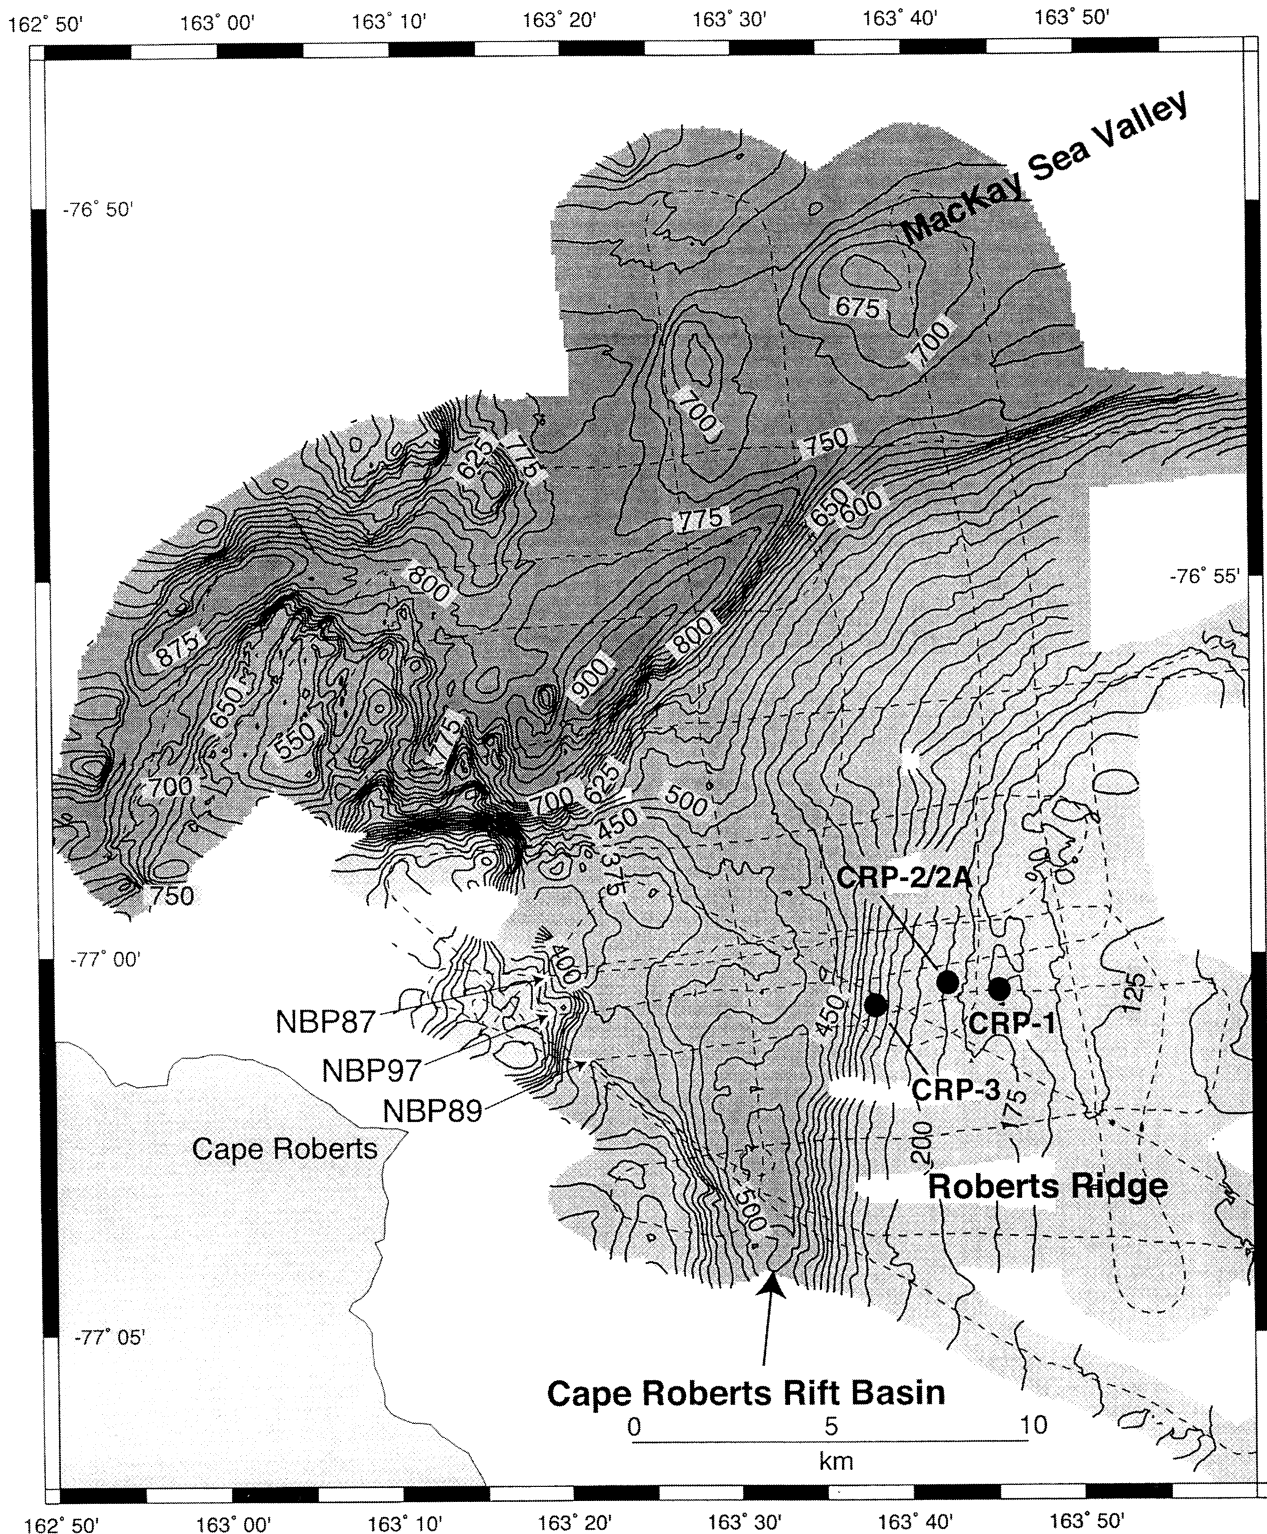 162° 50' 163° 00' 163° 10' 163° 20' 163° 30' 163° 40' 163° 50'
MacKay Sea Valley
-76° 50'
675
700
700
750
625
775
650
600
775
-76° 55'
800
800
875
900
650
550
775
700
700
625
500
450
375
CRP-2/2A
750
400
-77° 00'
125
450
NBP87
CRP-1
NBP97
CRP-3
NBP89
175
Cape Roberts
200
Roberts Ridge
500
-77° 05'
Cape Roberts Rift Basin
0 5 10
km
162° 50' 163° 00' 163° 10' 163° 20' 163° 30' 163° 40' 163° 50'